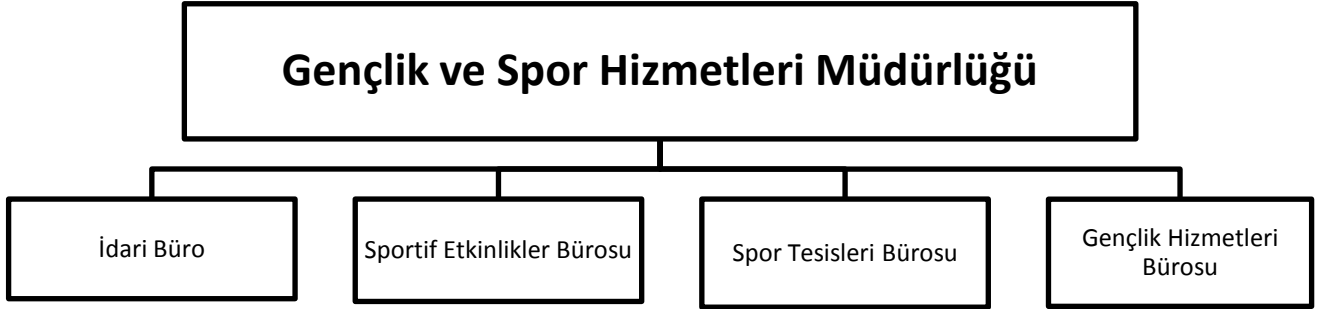 Gençlik ve Spor Hizmetleri Müdürlüğü
İdari Büro
Sportif Etkinlikler Bürosu
Spor Tesisleri Bürosu
Gençlik Hizmetleri
Bürosu